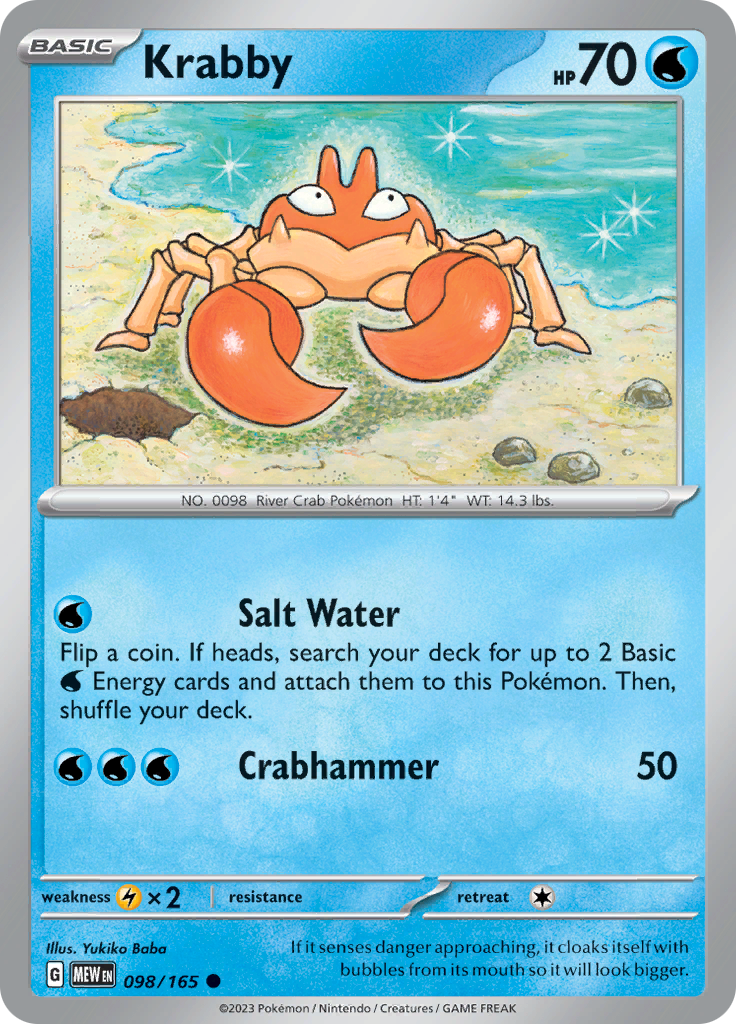 BASIC
Krabby
HP 70
NO. 0098 River Crab Pokémon HT: 1'4" WT: 14.3 lbs.
Salt Water
Flip a coin. If heads, search your deck for up to 2 Basic
Energy cards and attach them to this Pokémon. Then,
shuffle your deck.
Crabhammer 50
weakness ×2 resistance retreat
Illus. Yukiko Baba
If it senses danger approaching, it cloaks itself with
bubbles from its mouth so it will look bigger.
G MEW EN 098/165
©2023 Pokémon / Nintendo / Creatures / GAME FREAK